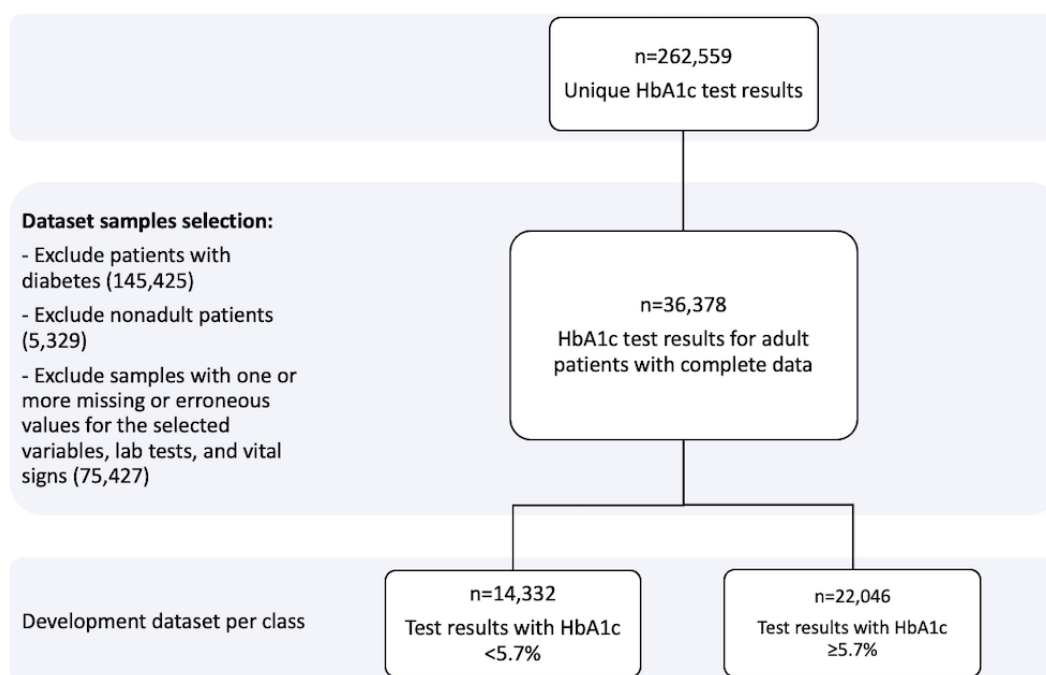 n=262,559
Unique HbA1c test results
Dataset samples selection:
- Exclude patients with
diabetes (145,425)
- Exclude nonadult patients
(5,329)
- Exclude samples with one or
more missing or erroneous
values for the selected
variables, lab tests, and vital
signs (75,427)
n=36,378
HbA1c test results for adult
patients with complete data
Development dataset per class
n=14,332
Test results with HbA1c
<5.7%
n=22,046
Test results with HbA1c
≥5.7%